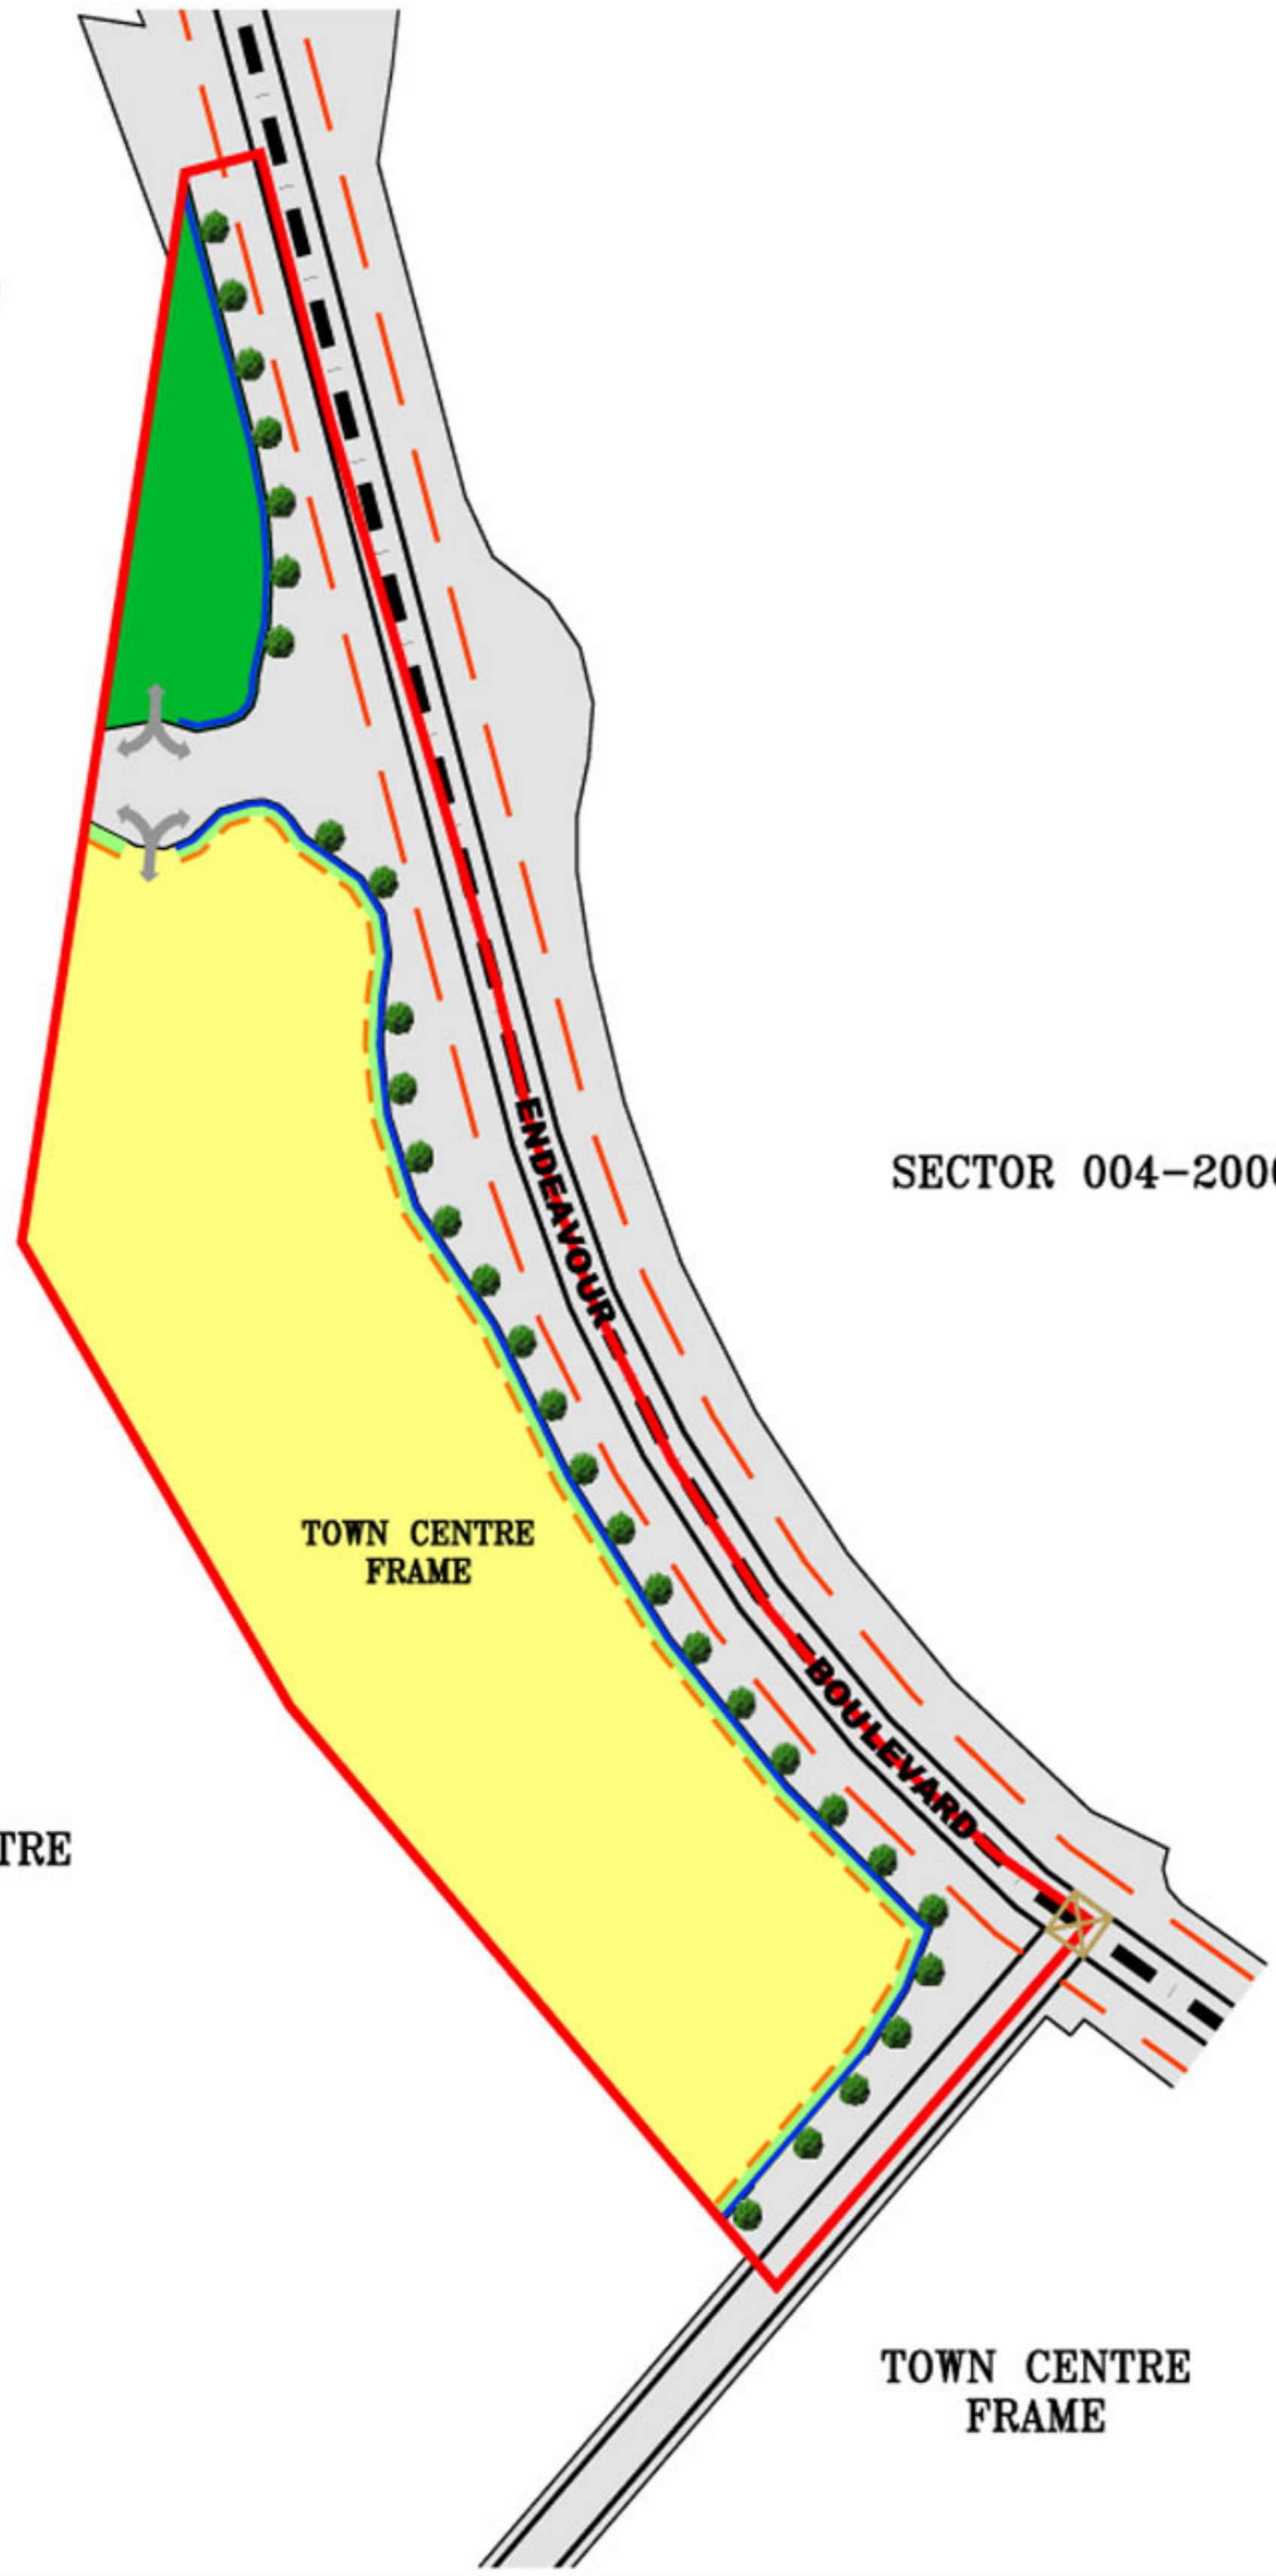 ENDEAVOUR
SECTOR 004-200
TOWN CENTRE
FRAME
BOULEVARD
TRE
TOWN CENTRE
FRAME